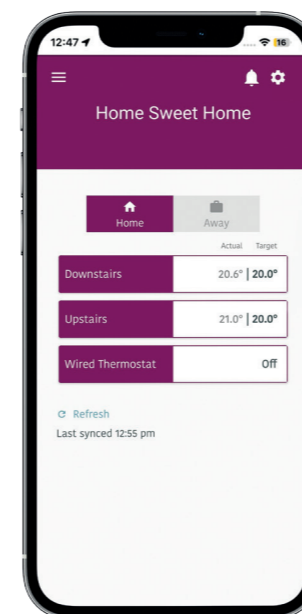 12:47
16
Home Sweet Home
Home
Away
Actual Target
Downstairs 20.6° | 20.0°
Upstairs 21.0° | 20.0°
Wired Thermostat Off
Refresh
Last synced 12:55 pm